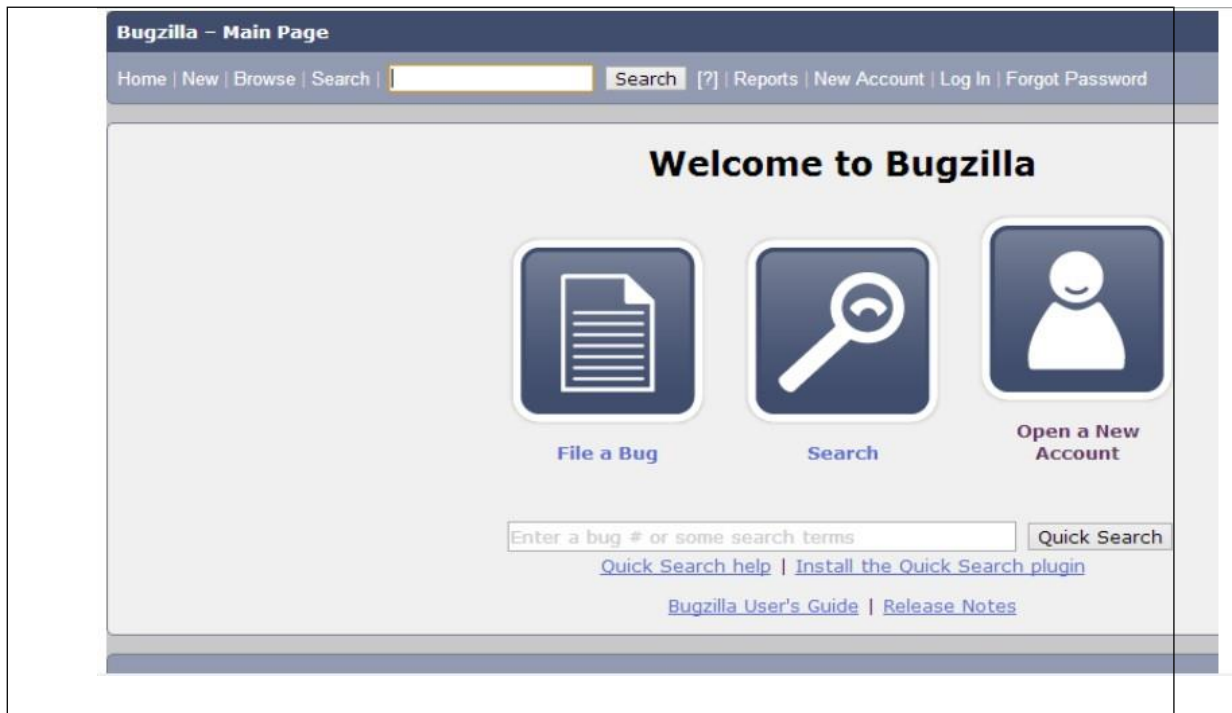 Bugzilla – Main Page
Home | New | Browse | Search | Search [?] | Reports | New Account | Log In | Forgot Password
Welcome to Bugzilla
File a Bug
Search
Open a New
Account
Enter a bug # or some search terms Quick Search
Quick Search help | Install the Quick Search plugin
Bugzilla User's Guide | Release Notes